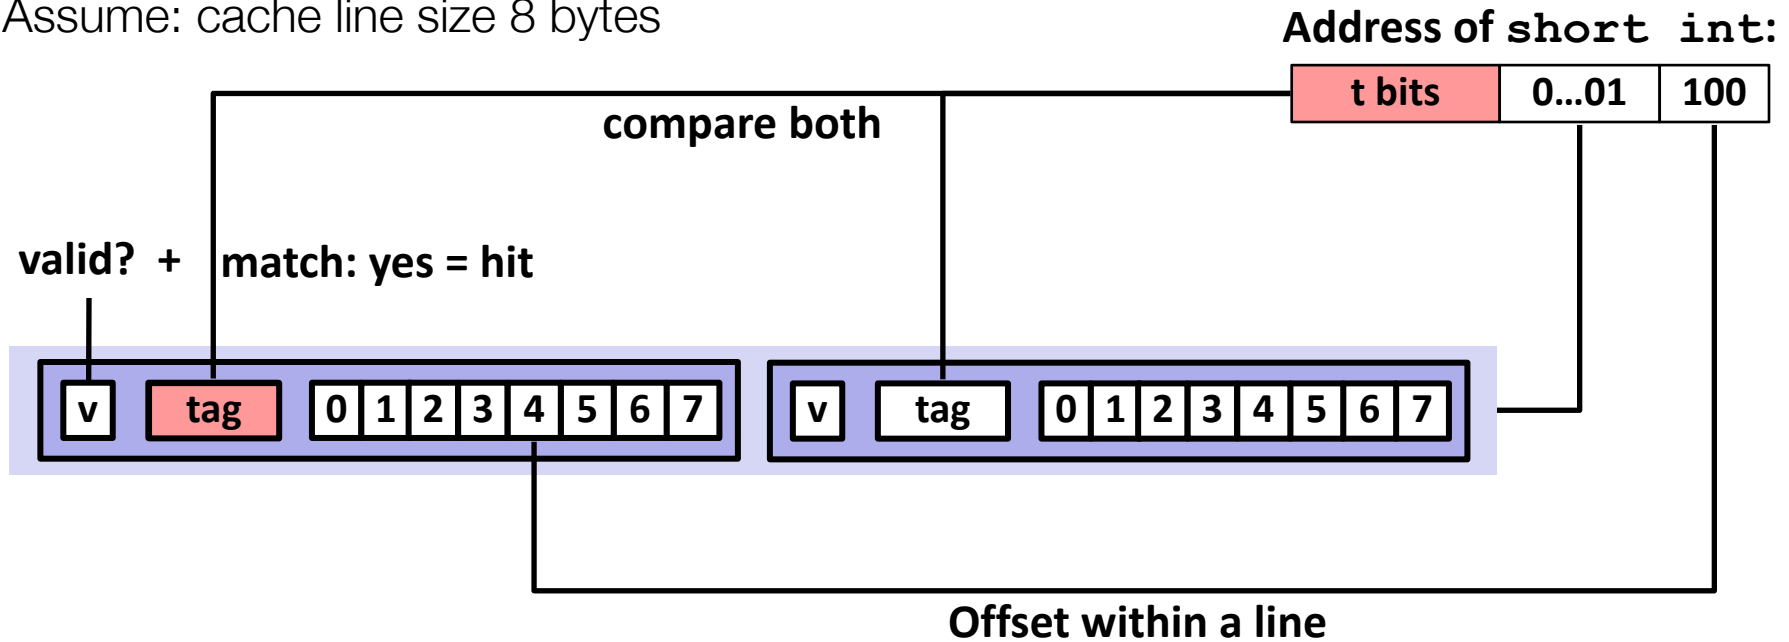 Assume: cache line size 8 bytes
Address of short int:
t bits 0...01 100
compare both
valid? + match: yes = hit
v tag 0 1 2 3 4 5 6 7 v tag 0 1 2 3 4 5 6 7
Offset within a line